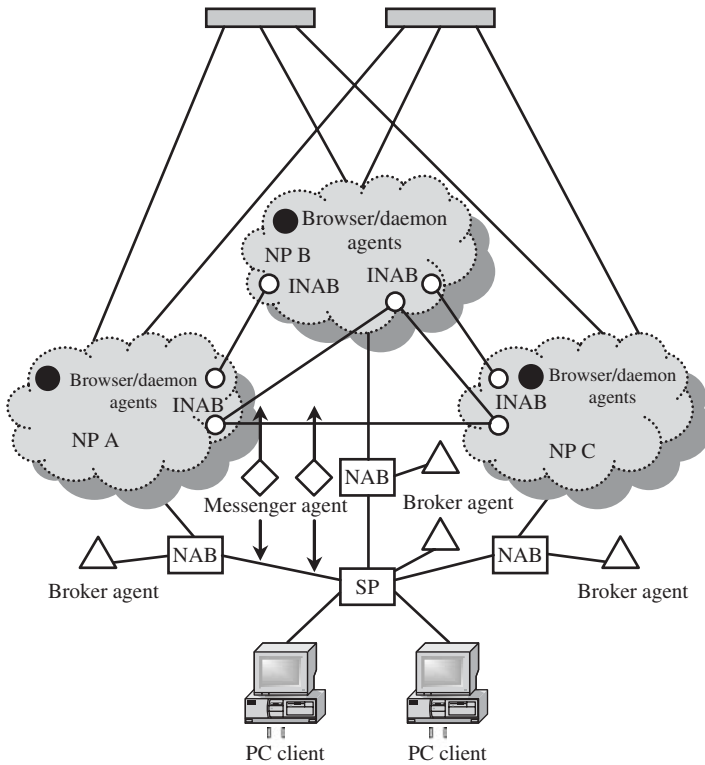 Browser/daemon
agents
NP B
INAB
INAB
Browser/daemon
agents
INAB
NP A
Browser/daemon
INAB
agents
NP C
Messenger agent
NAB
Broker agent
NAB
NAB
Broker agent
SP
Broker agent
PC client
PC client